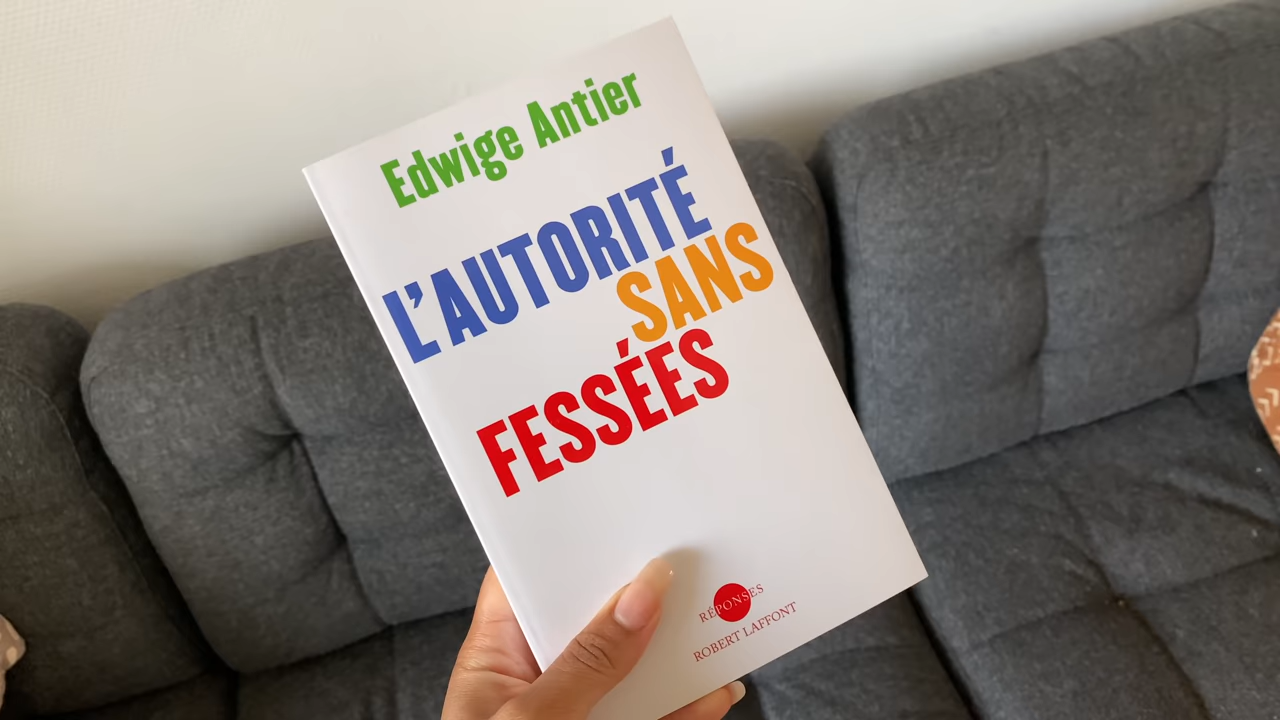 Edwige Antier
L'AUTORITÉ
SANS
FESSÉES
RÉPONSES
ROBERT LAFFONT